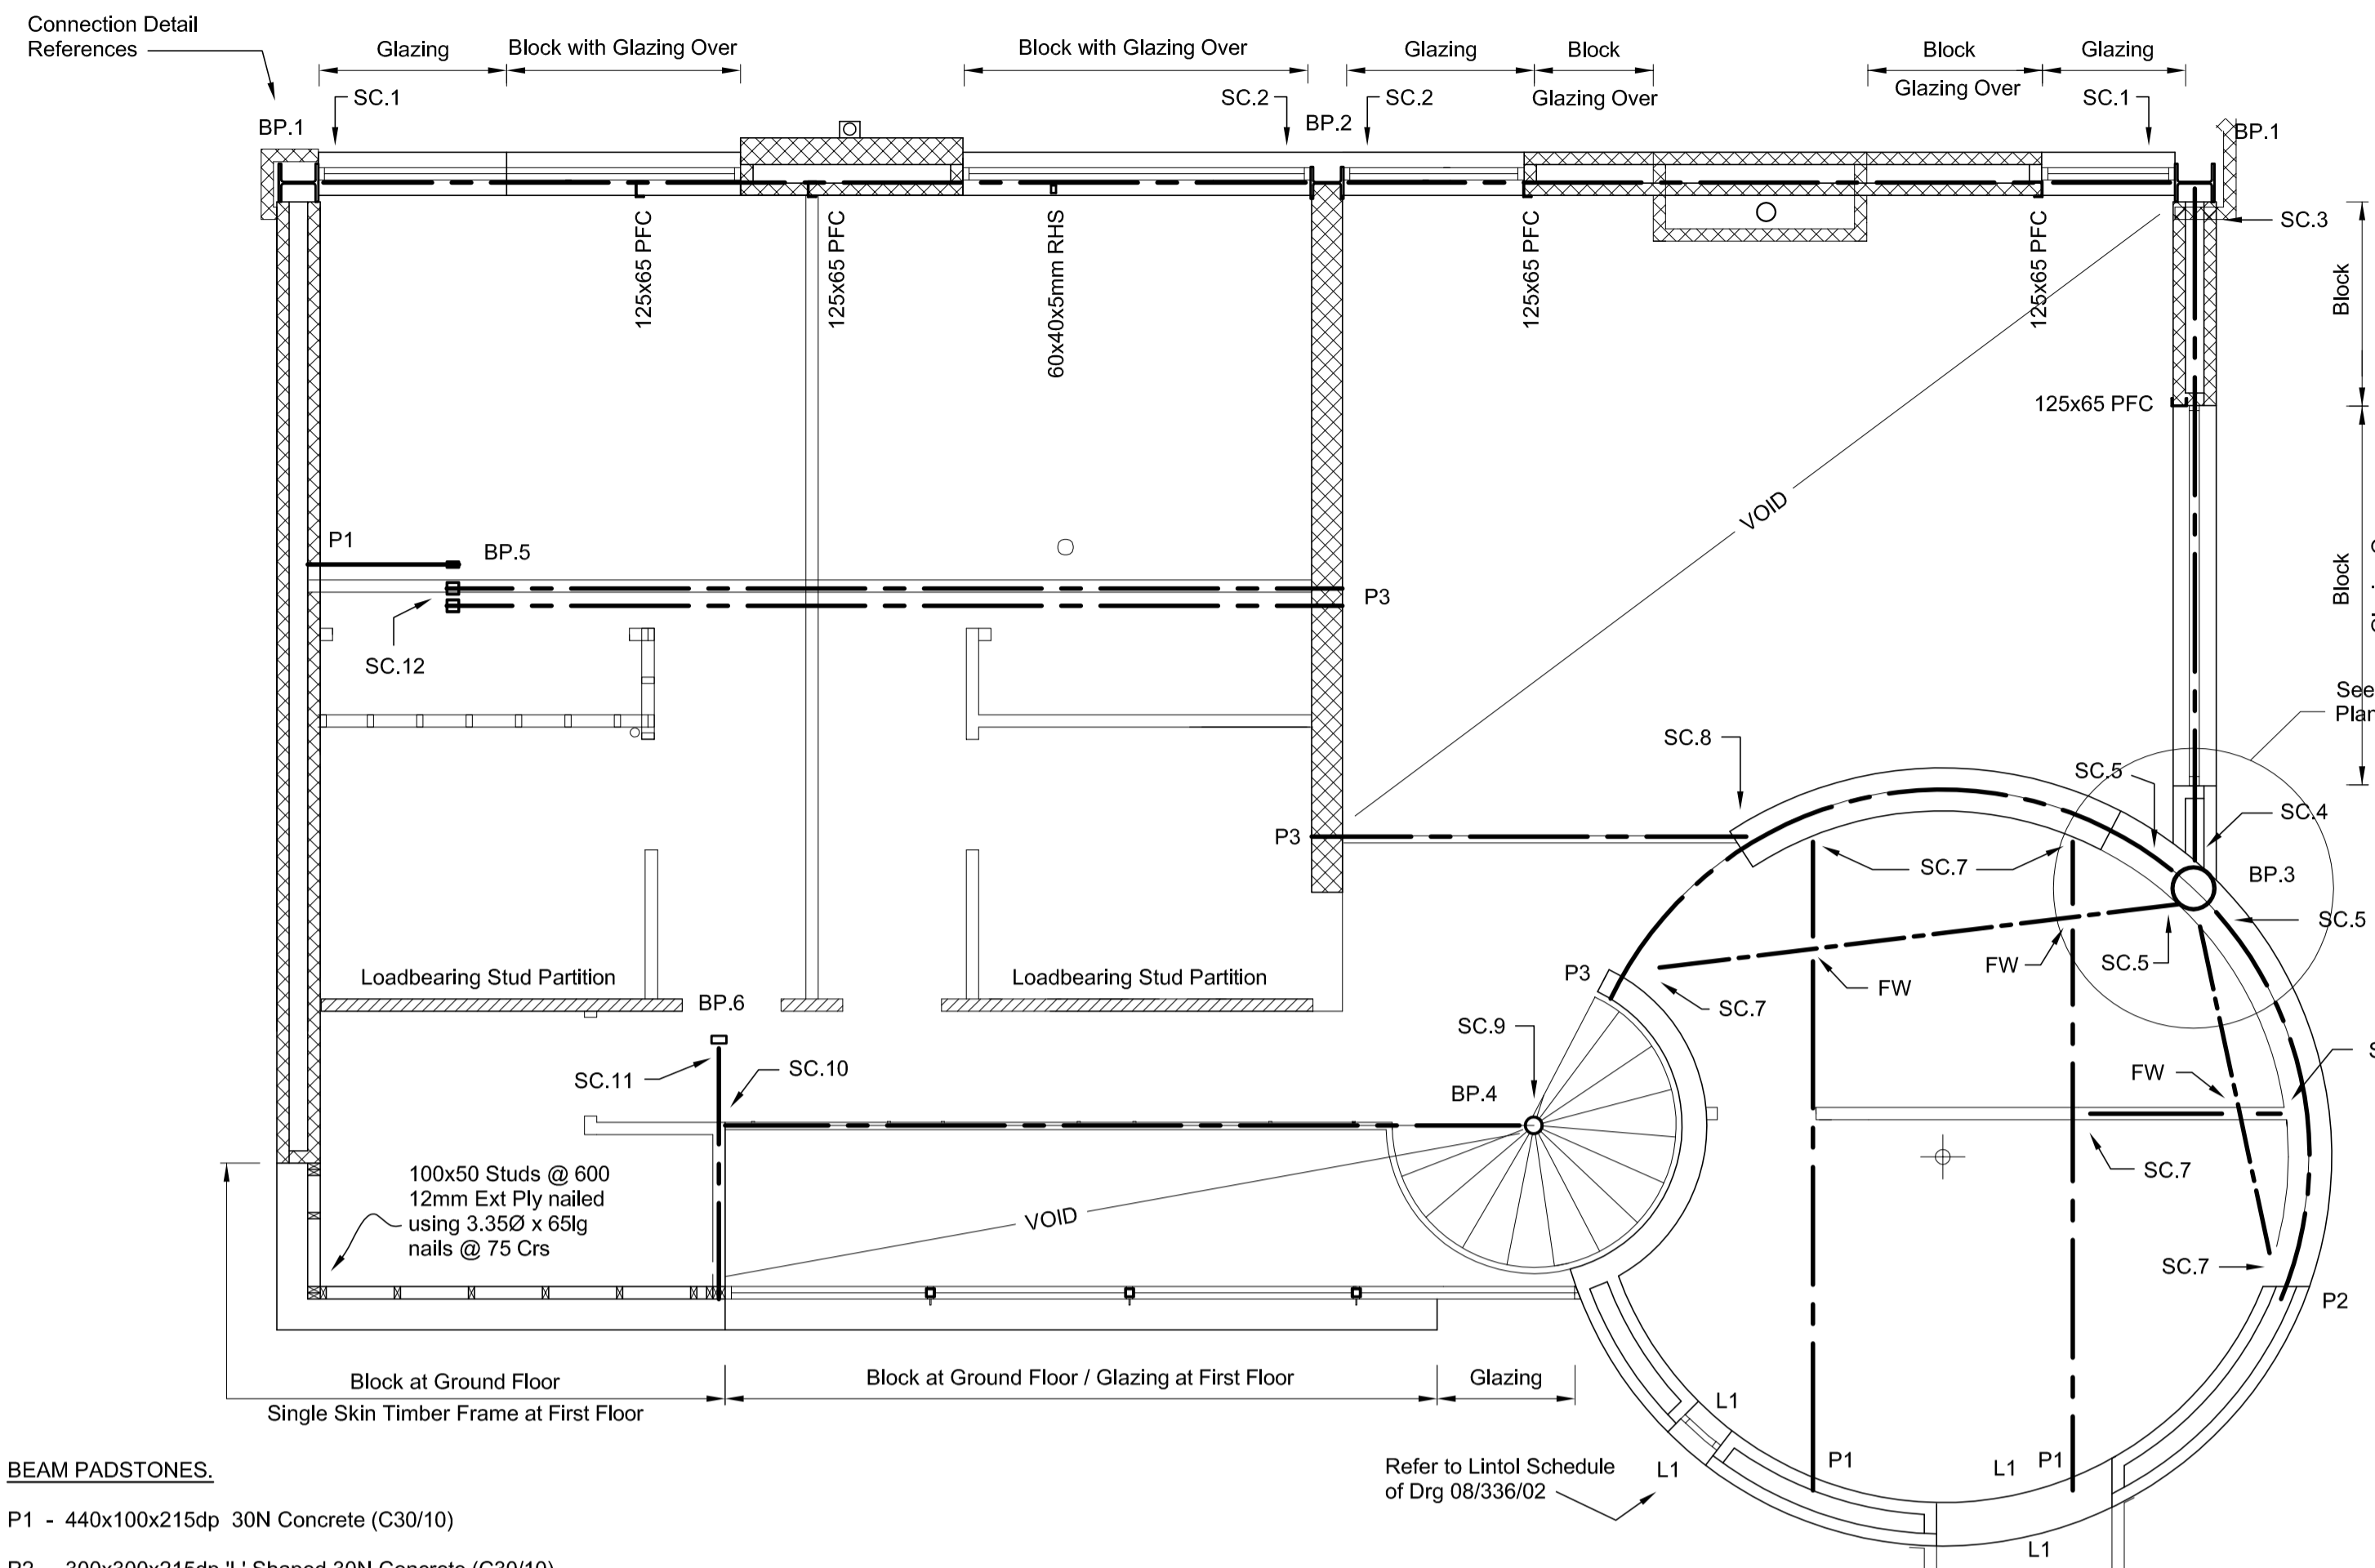 Connection Detail
References
Glazing
Block with Glazing Over
Block with Glazing Over
Glazing
Block
Glazing Over
Block
Glazing Over
Glazing
SC.1
SC.2
SC.2
SC.1
BP.1
BP.2
BP.1
SC.3
125x65 PFC
125x65 PFC
60x40x5mm RHS
125x65 PFC
125x65 PFC
Block
125x65 PFC
VOID
P1
BP.5
Block
P3
SC.12
See
Plan
SC.8
SC.5
SC.4
P3
SC.7
BP.3
SC.5
Loadbearing Stud Partition
Loadbearing Stud Partition
P3
FW
SC.5
FW
BP.6
SC.7
SC.9
SC.11
SC.10
BP.4
FW
SC.7
100x50 Studs @ 600
12mm Ext Ply nailed
using 3.35Ø x 65lg
nails @ 75 Crs
VOID
SC.7
P2
Block at Ground Floor
Single Skin Timber Frame at First Floor
Block at Ground Floor / Glazing at First Floor
Glazing
L1
Refer to Lintol Schedule
of Drg 08/336/02
L1
P1
L1
P1
L1
BEAM PADSTONES.
P1 - 440x100x215dp 30N Concrete (C30/10)
P2 - 300x300x215dp 'L' Shaped 30N Concrete (C30/10)